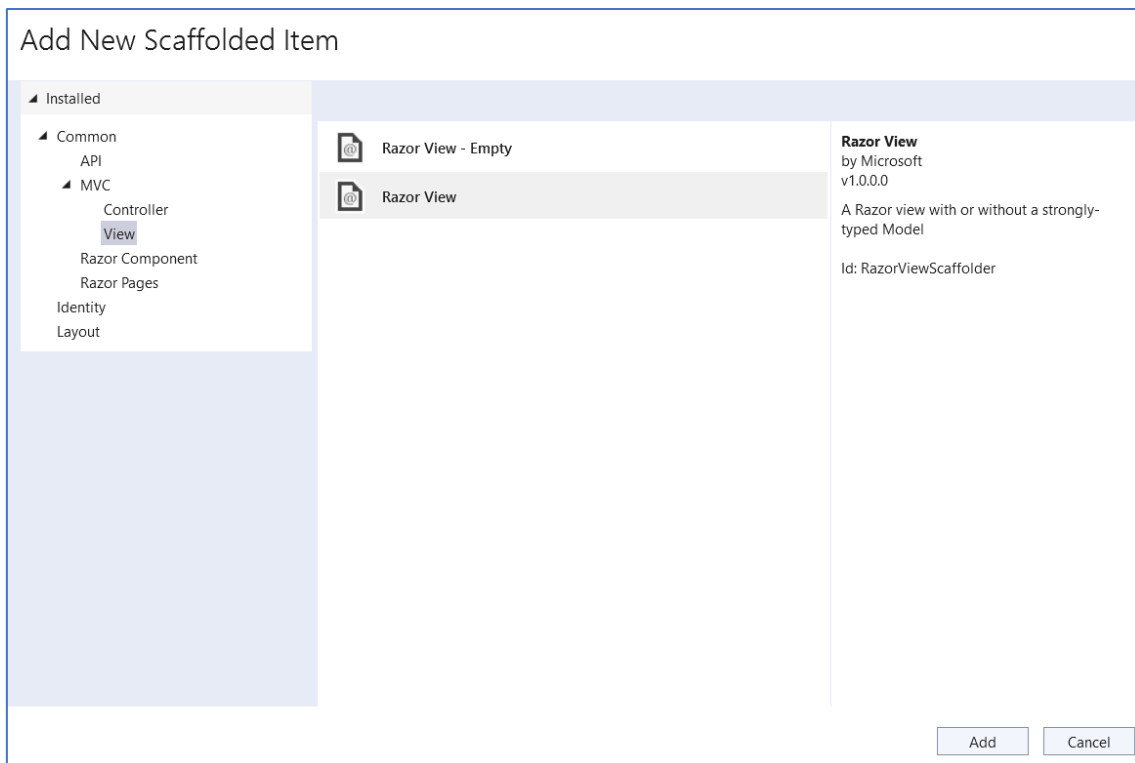 Add New Scaffolded Item
Installed
Common
API
MVC
Controller
View
Razor Component
Razor Pages
Identity
Layout
Razor View - Empty
Razor View
Razor View
by Microsoft
v1.0.0.0
A Razor view with or without a strongly-
typed Model
Id: RazorViewScaffolder
Add
Cancel